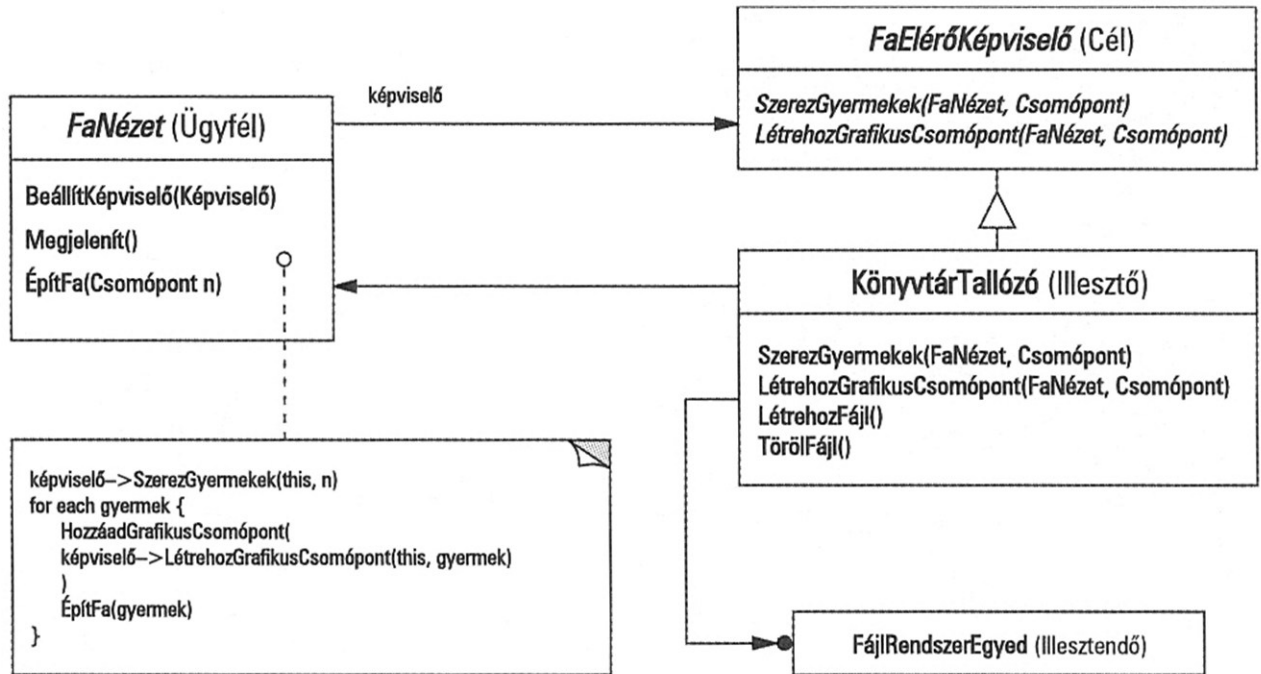 FaElérőKépviselő (Cél)
SzerezGyermekek(FaNézet, Csomópont)
LétrehozGrafikusCsomópont(FaNézet, Csomópont)
képviselő
FaNézet (Ügyfél)
BeállítKépviselő(Képviselő)
Megjelenít()
ÉpítFa(Csomópont n)
KönyvtárTallózó (Illesztő)
SzerezGyermekek(FaNézet, Csomópont)
LétrehozGrafikusCsomópont(FaNézet, Csomópont)
LétrehozFájl()
TörölFájl()
képviselő–>SzerezGyermekek(this, n)
for each gyermek {
HozzáadGrafikusCsomópont(
képviselő–>LétrehozGrafikusCsomópont(this, gyermek)
)
ÉpítFa(gyermek)
}
FájlRendszerEgyed (Illesztendő)